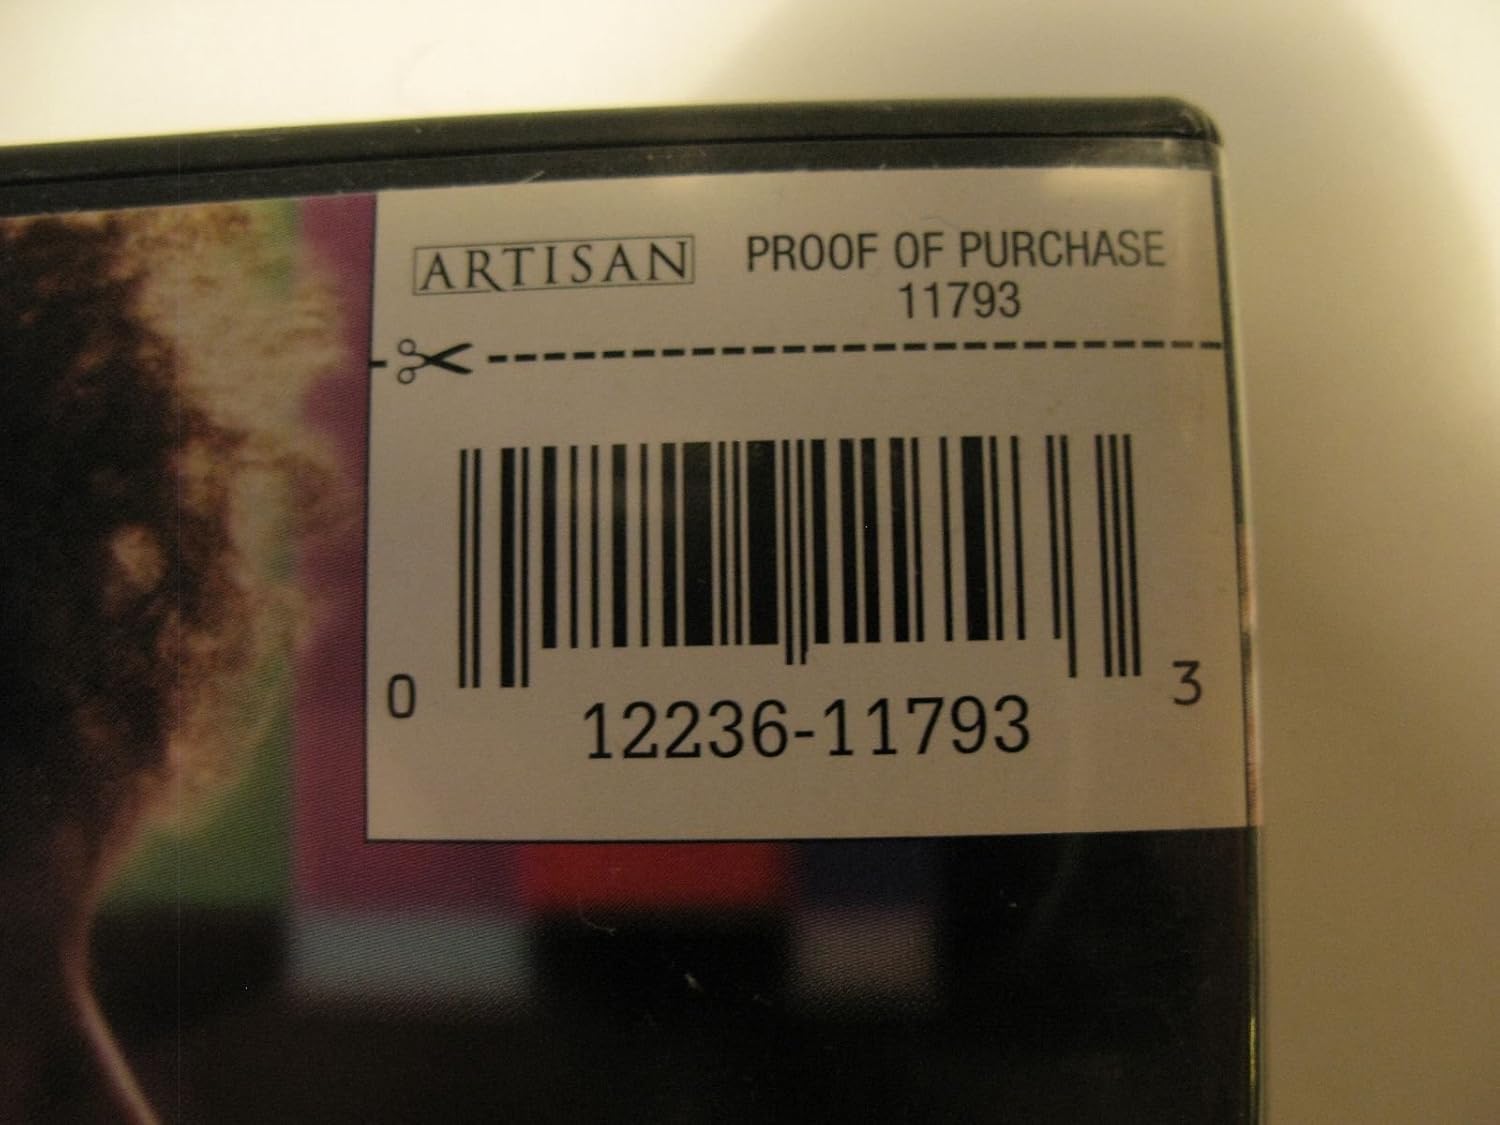 ARTISAN PROOF OF PURCHASE
11793
0 12236-11793 3